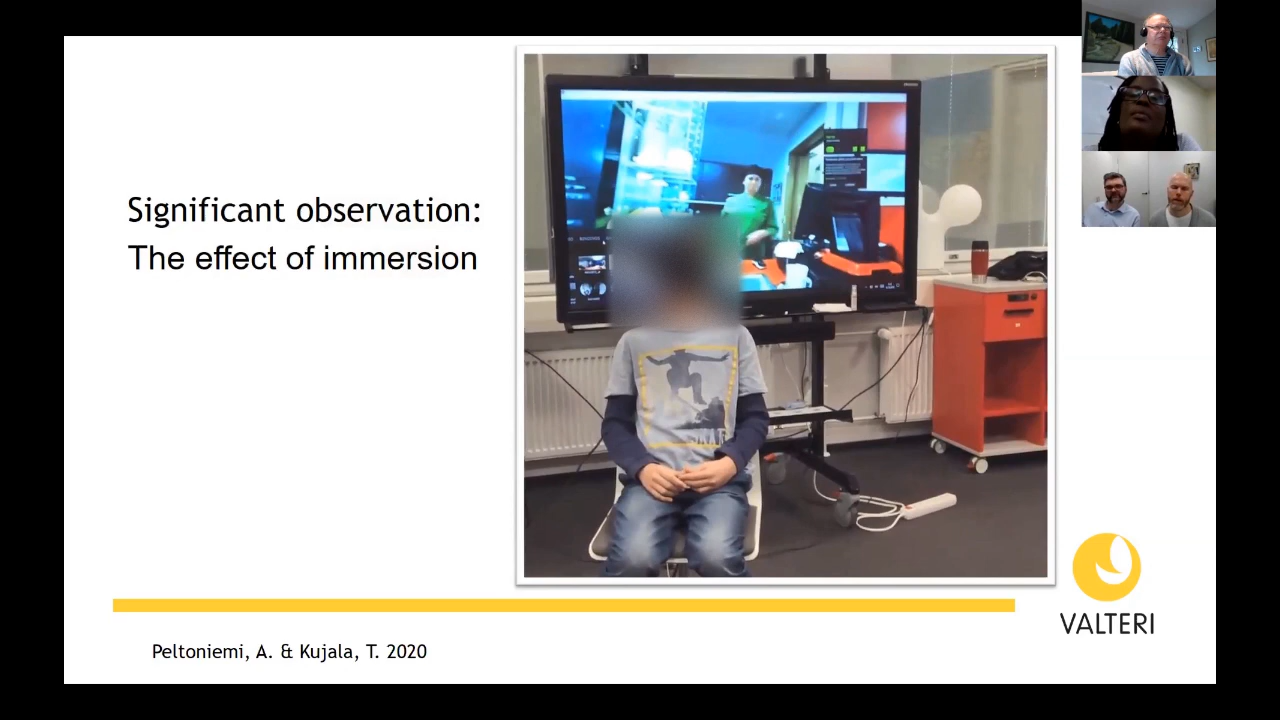 Significant observation:
The effect of immersion
VALTERI
Peltoniemi, A. & Kujala, T. 2020